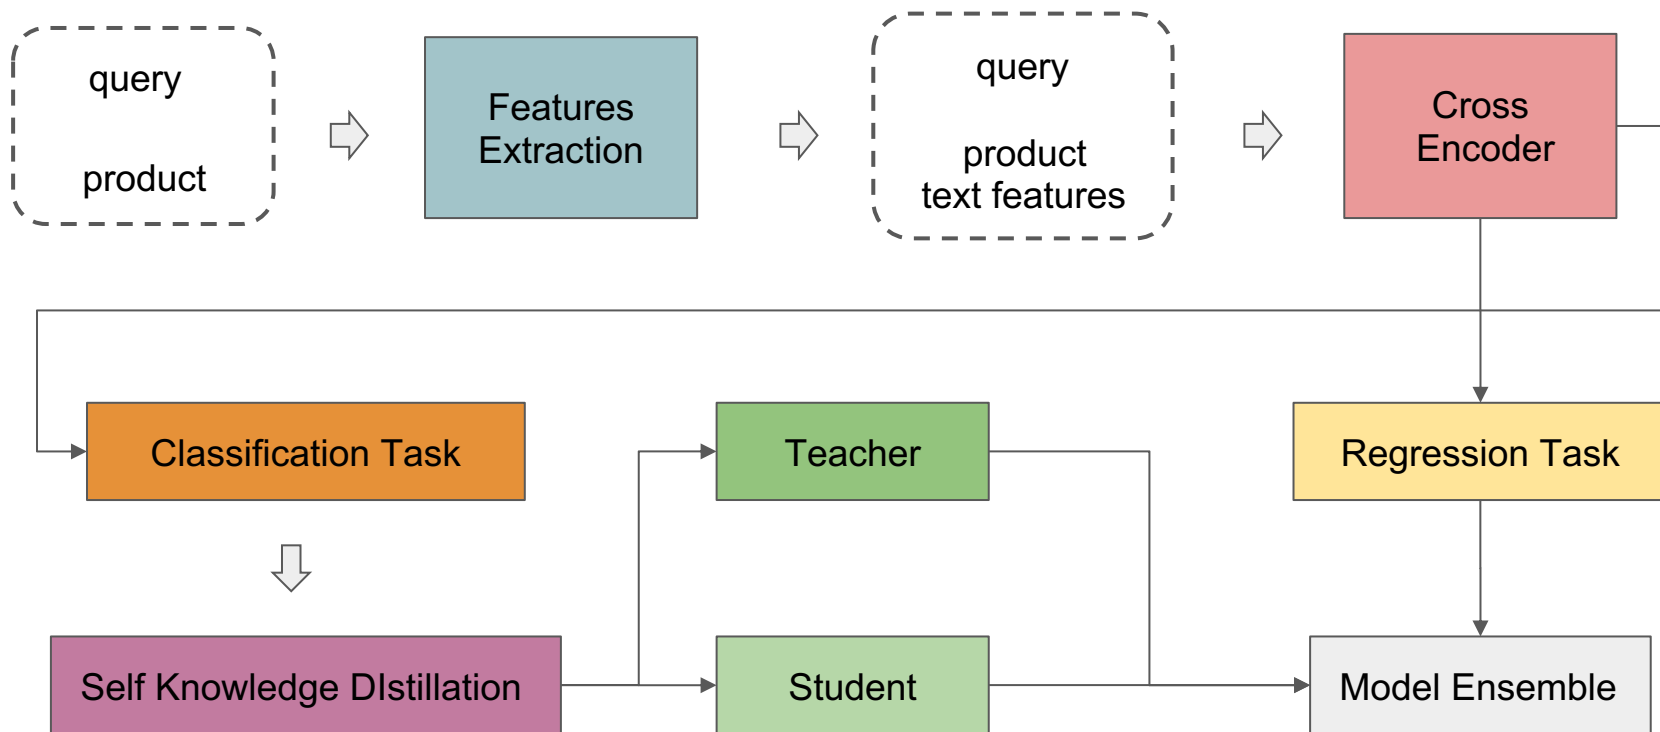 query
product
Features
Extraction
query
product
text features
Cross
Encoder
Classification Task
Teacher
Regression Task
Self Knowledge DIstillation
Student
Model Ensemble